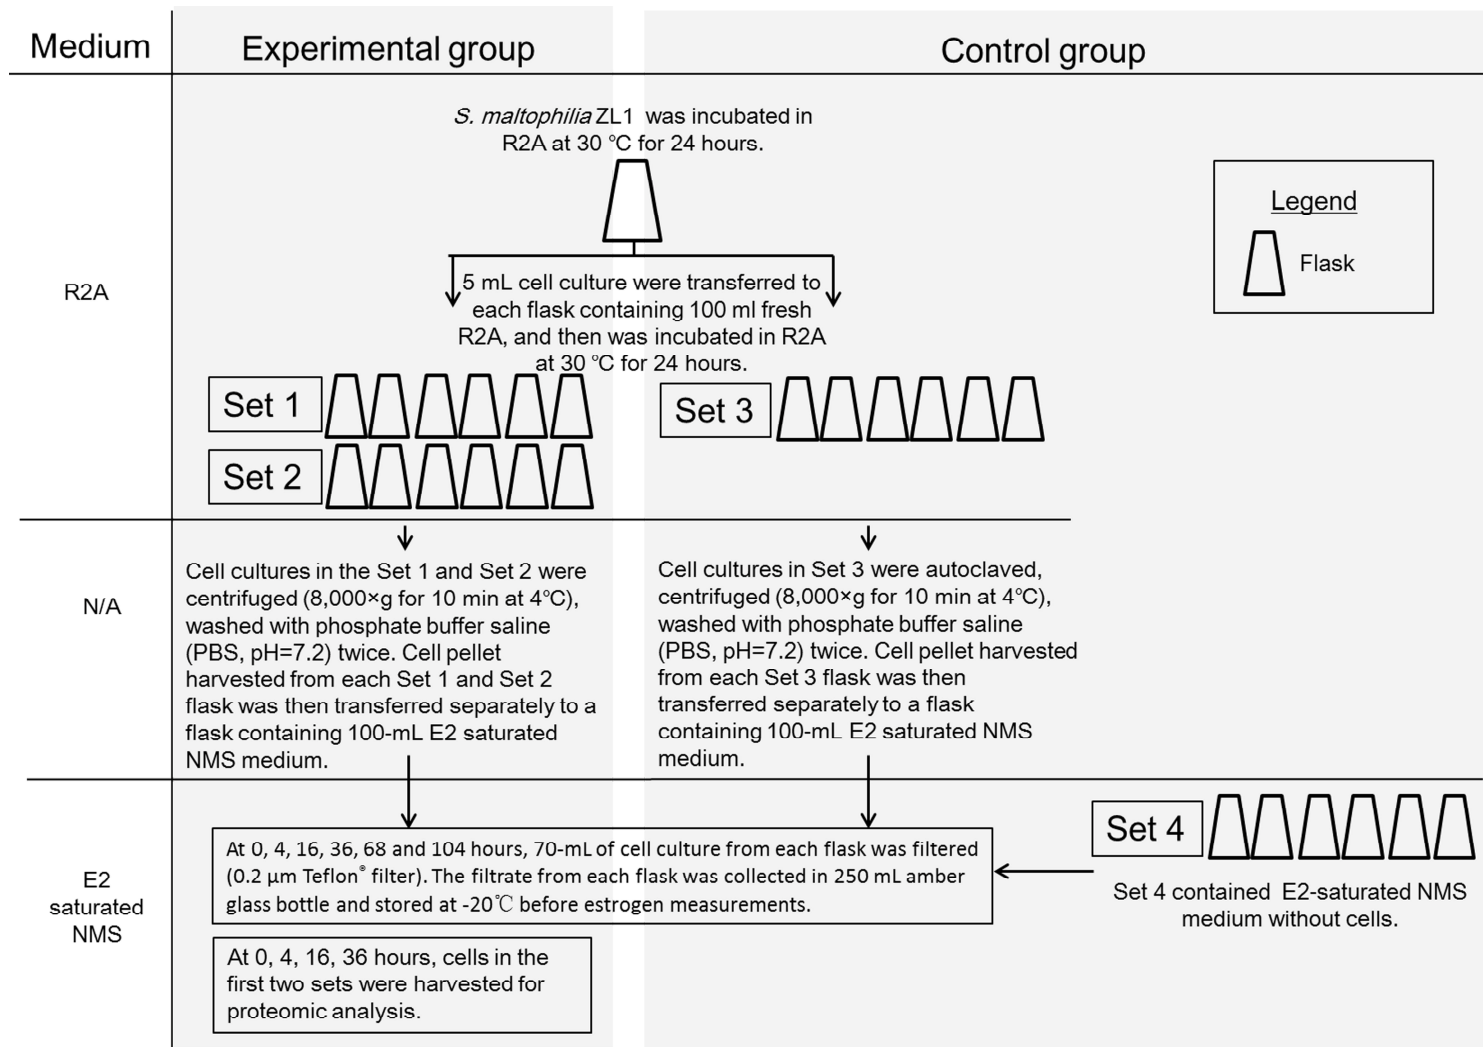 Medium
Experimental group
Control group
S. maltophilia ZL1 was incubated in
R2A at 30 °C for 24 hours.
Legend
Flask
R2A
5 mL cell culture were transferred to
each flask containing 100 ml fresh
R2A, and then was incubated in R2A
at 30 °C for 24 hours.
Set 1
Set 2
Set 3
N/A
Cell cultures in the Set 1 and Set 2 were
centrifuged (8,000×g for 10 min at 4°C),
washed with phosphate buffer saline
(PBS, pH=7.2) twice. Cell pellet
harvested from each Set 1 and Set 2
flask was then transferred separately to a
flask containing 100-mL E2 saturated
NMS medium.
Cell cultures in Set 3 were autoclaved,
centrifuged (8,000×g for 10 min at 4°C),
washed with phosphate buffer saline
(PBS, pH=7.2) twice. Cell pellet harvested
from each Set 3 flask was then
transferred separately to a flask
containing 100-mL E2 saturated NMS
medium.
E2
saturated
NMS
At 0, 4, 16, 36, 68 and 104 hours, 70-mL of cell culture from each flask was filtered
(0.2 µm Teflon® filter). The filtrate from each flask was collected in 250 mL amber
glass bottle and stored at -20℃ before estrogen measurements.
Set 4
Set 4 contained E2-saturated NMS
medium without cells.
At 0, 4, 16, 36 hours, cells in the
first two sets were harvested for
proteomic analysis.